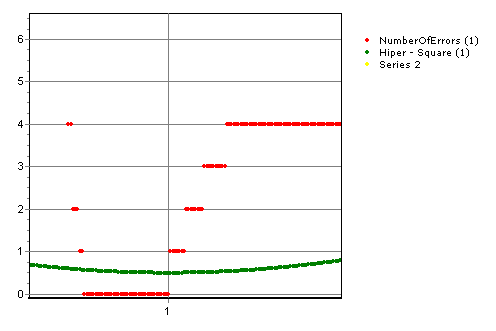 6
5
4
3
2
1
0
1
NumberOfErrors (1)
Hiper - Square (1)
Series 2